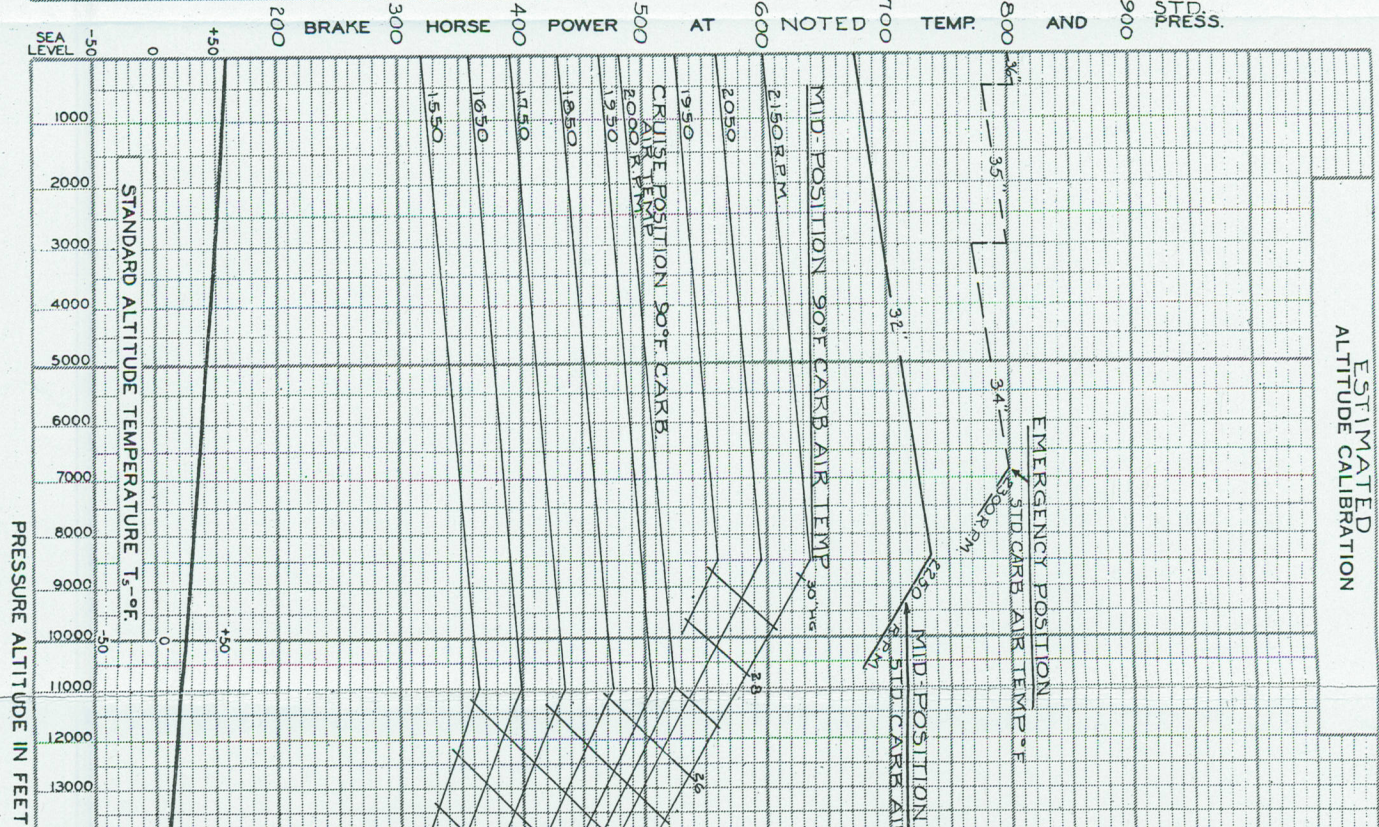 STD.
BRAKE HORSE POWER AT NOTED TEMP. AND PRESS.
SEA LEVEL
-50 0 +50 20 300 400 500 600 700 800 900
1000
2000
3000
4000
5000
6000
7000
8000
9000
10000
11000
12000
13000
PRESSURE ALTITUDE IN FEET
STANDARD ALTITUDE TEMPERATURE Ts-°F.
-50 0 +50
1550
1650
1750
1850
1950
2000 R.P.M.
CRUISE POSITION 90°F CARB.
AIR TEMP
1950
2050
2150 R.P.M
MID-POSITION 90°F CARB. AIR TEMP
30"HG
28
26
32"
2250 R.P.M
MID POSITION
STD. CARB AI
36"
35"
34"
2300 R.P.M.
EMERGENCY POSITION
STD CARB AIR TEMP.°F
ESTIMATED
ALTITUDE CALIBRATION